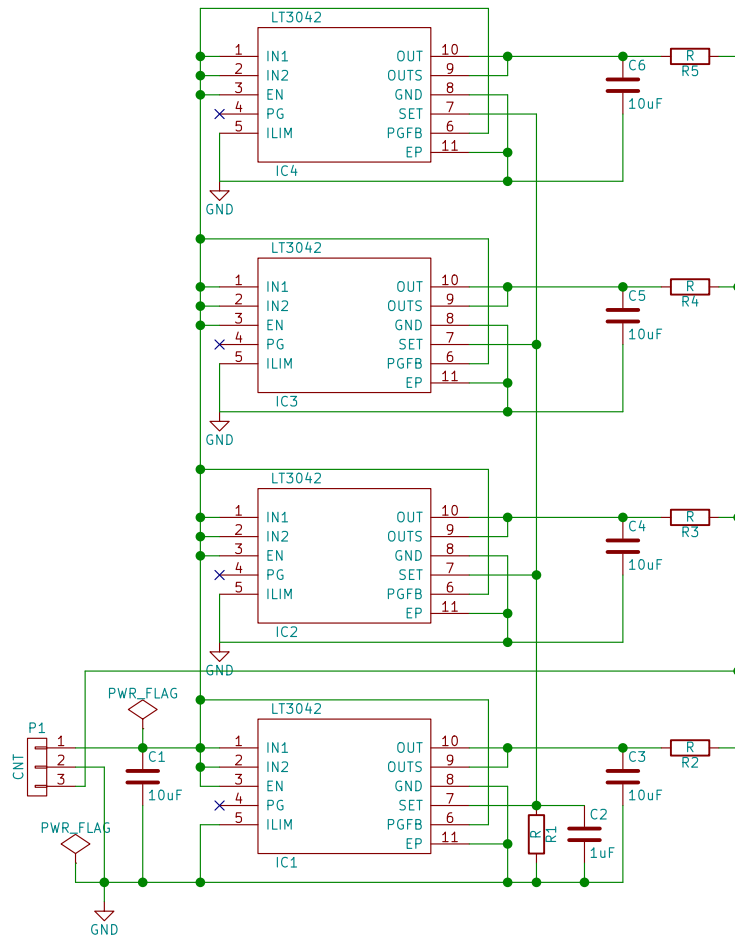 LT3042
1 IN1 OUT 10
2 IN2 OUTS 9
3 EN GND 8
4 PG SET 7
5 ILIM PGFB 6
EP 11
IC4
GND
C6
10uF
R
R5
LT3042
1 IN1 OUT 10
2 IN2 OUTS 9
3 EN GND 8
4 PG SET 7
5 ILIM PGFB 6
EP 11
IC3
GND
C5
10uF
R
R4
LT3042
1 IN1 OUT 10
2 IN2 OUTS 9
3 EN GND 8
4 PG SET 7
5 ILIM PGFB 6
EP 11
IC2
GND
C4
10uF
R
R3
PWR_FLAG
P1
CNT
1
2
3
C1
10uF
PWR_FLAG
GND
LT3042
1 IN1 OUT 10
2 IN2 OUTS 9
3 EN GND 8
4 PG SET 7
5 ILIM PGFB 6
EP 11
IC1
C3
10uF
R
R2
R
R1
C2
1uF